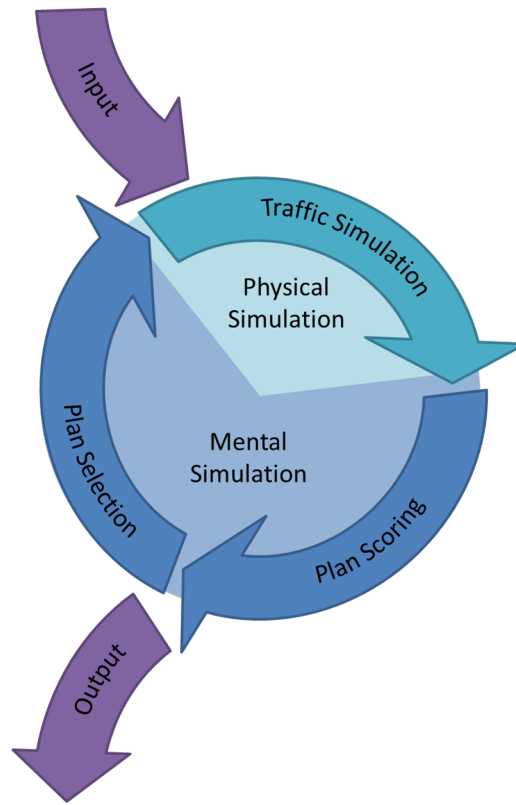 Input
Traffic Simulation
Physical
Simulation
Mental
Simulation
Plan Selection
Plan Scoring
Output